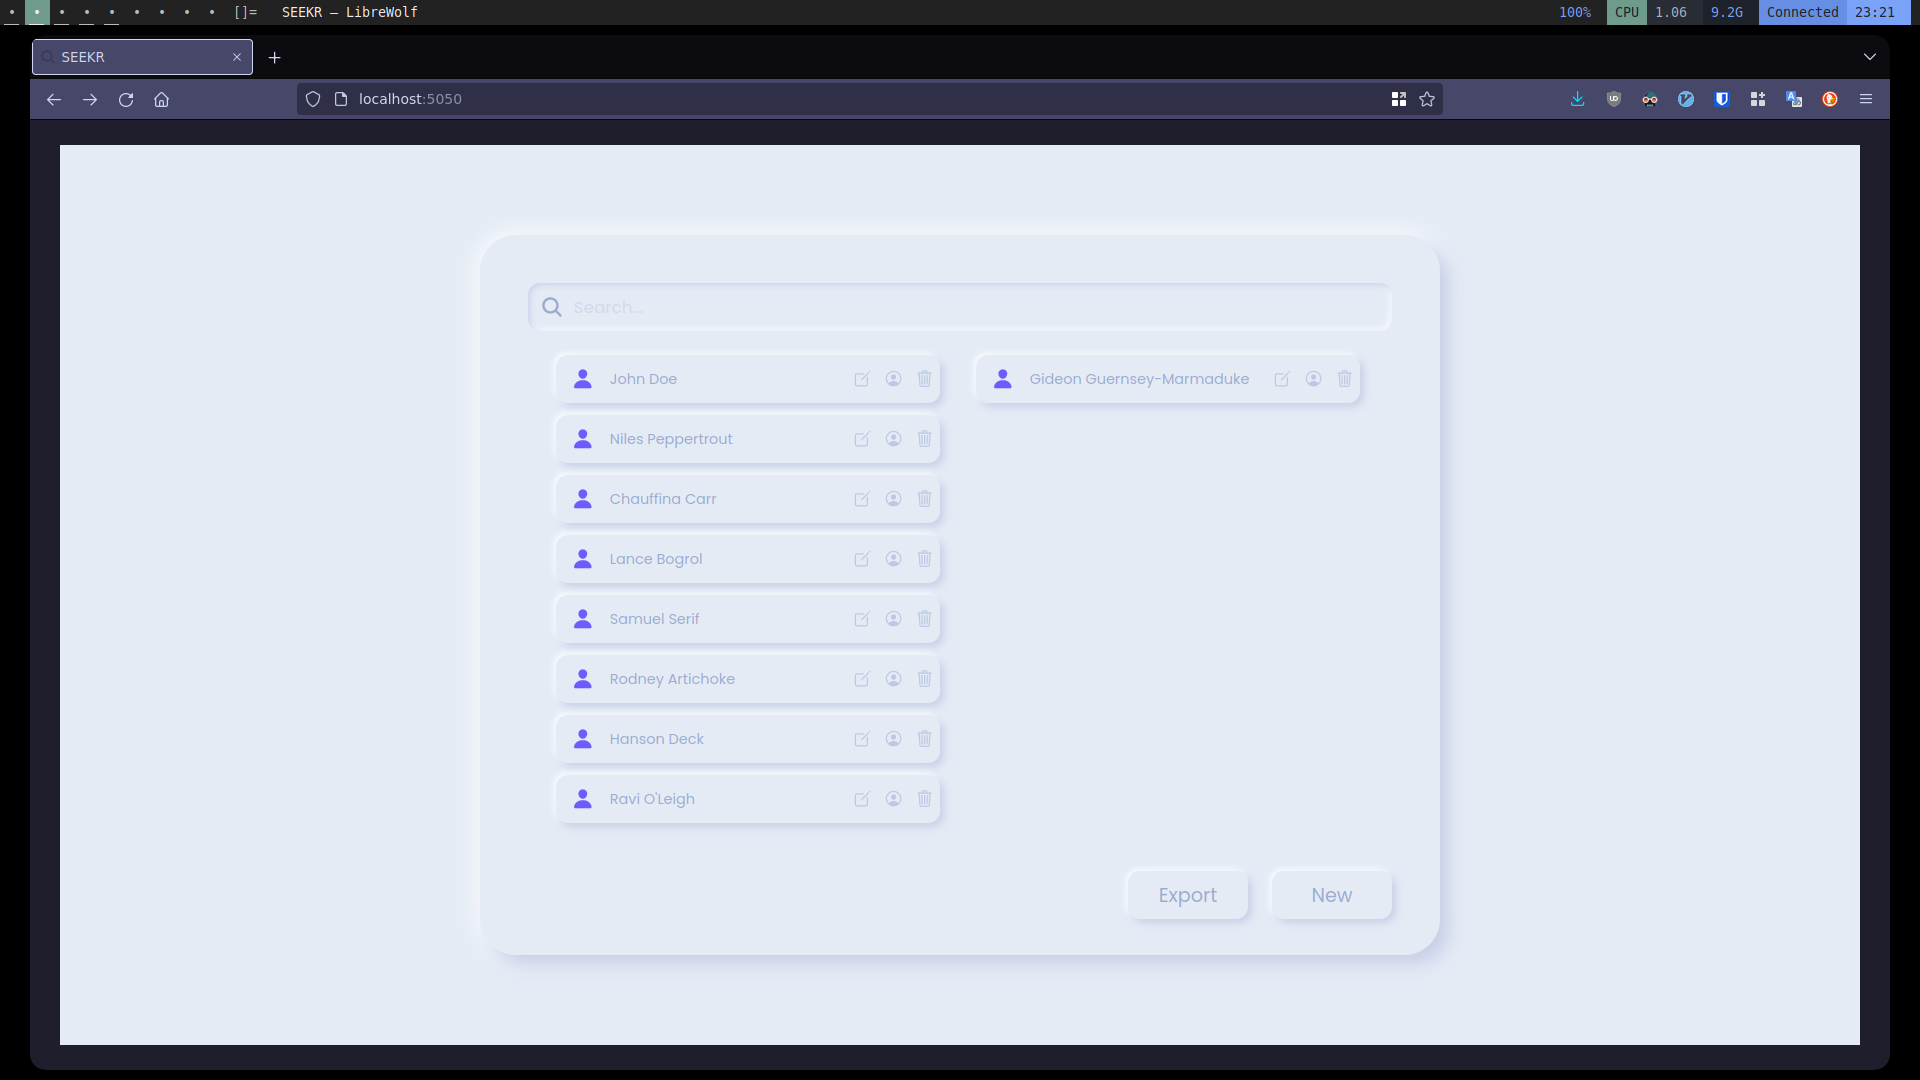 []= SEEKR — LibreWolf 100% CPU 1.06 9.2G Connected 23:21
SEEKR
localhost:5050
Search...
John Doe
Gideon Guernsey-Marmaduke
Niles Peppertrout
Chauffina Carr
Lance Bogrol
Samuel Serif
Rodney Artichoke
Hanson Deck
Ravi O'Leigh
Export New